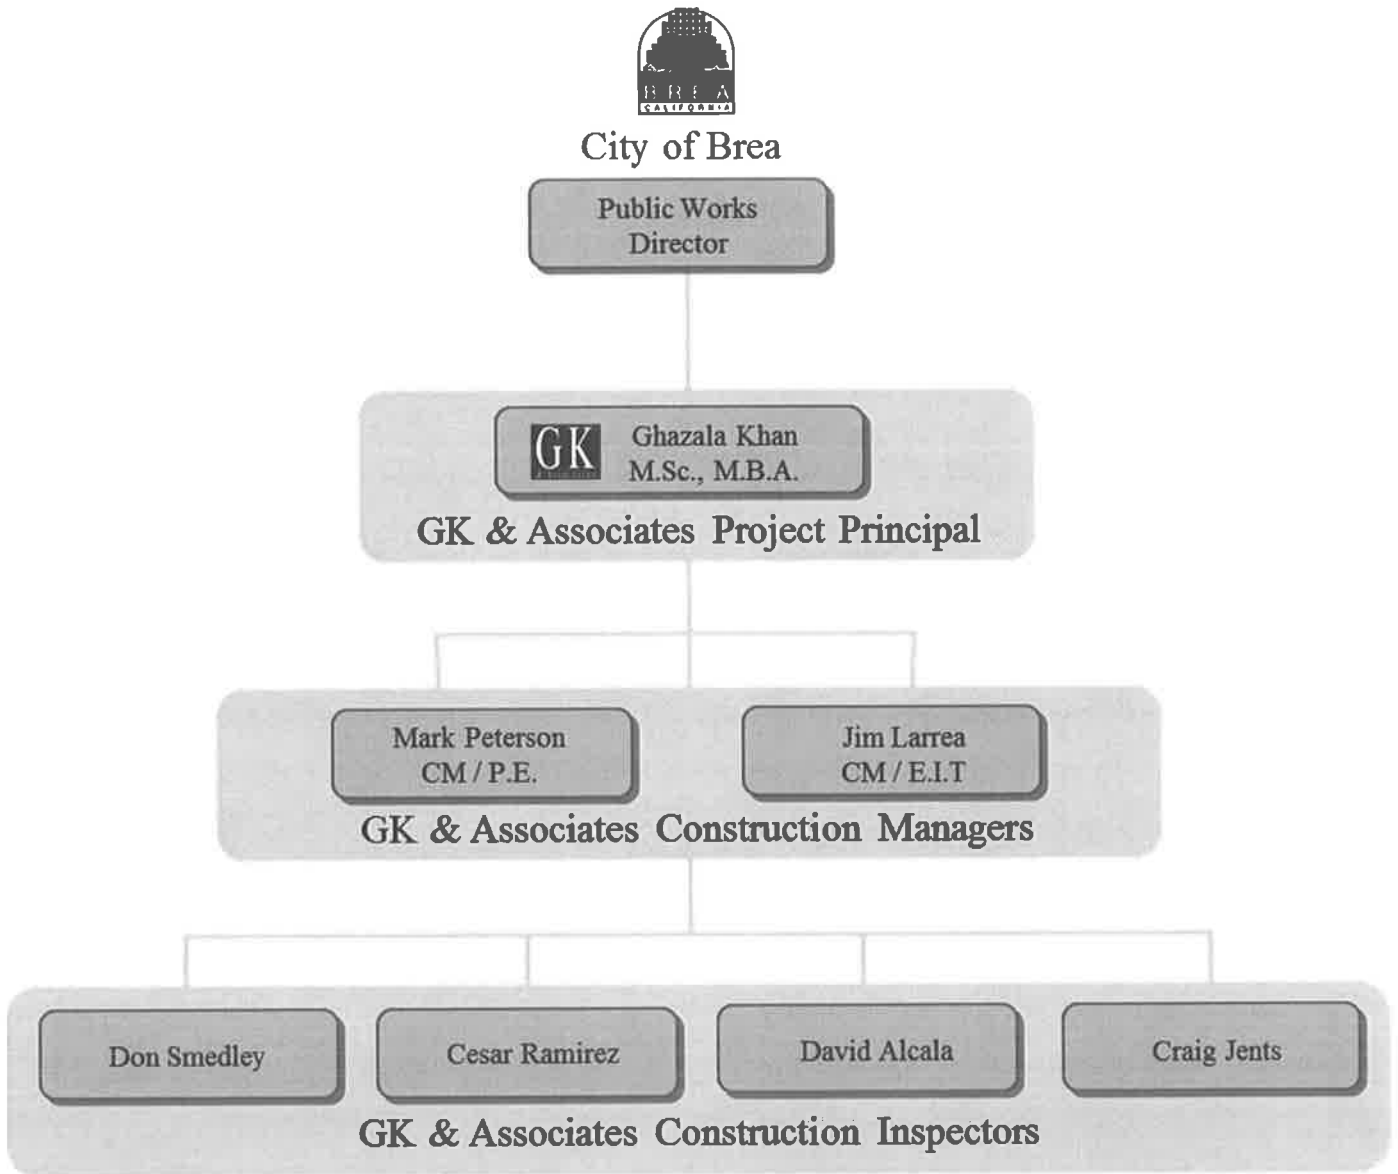 BREA
CALIFORNIA
City of Brea
Public Works
Director
GK
Ghazala Khan
M.Sc., M.B.A.
GK & Associates Project Principal
Mark Peterson
CM / P.E.
Jim Larrea
CM / E.I.T
GK & Associates Construction Managers
Don Smedley
Cesar Ramirez
David Alcala
Craig Jents
GK & Associates Construction Inspectors